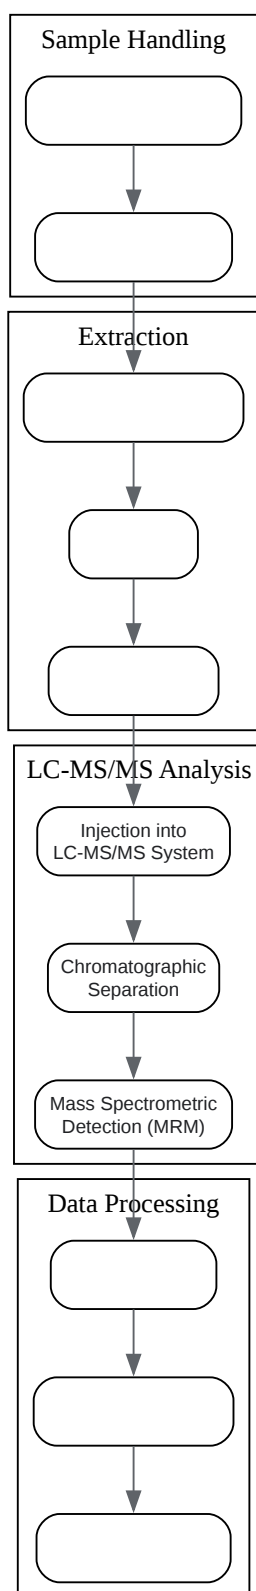 Sample Handling
Extraction
LC-MS/MS Analysis
Injection into
LC-MS/MS System
Chromatographic
Separation
Mass Spectrometric
Detection (MRM)
Data Processing